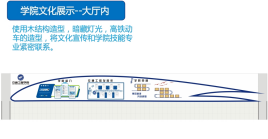 学院文化展示--大厅内
使用木结构造型，暗藏灯光，高铁动
车的造型，将文化宣传和学院技能专
业紧密联系。